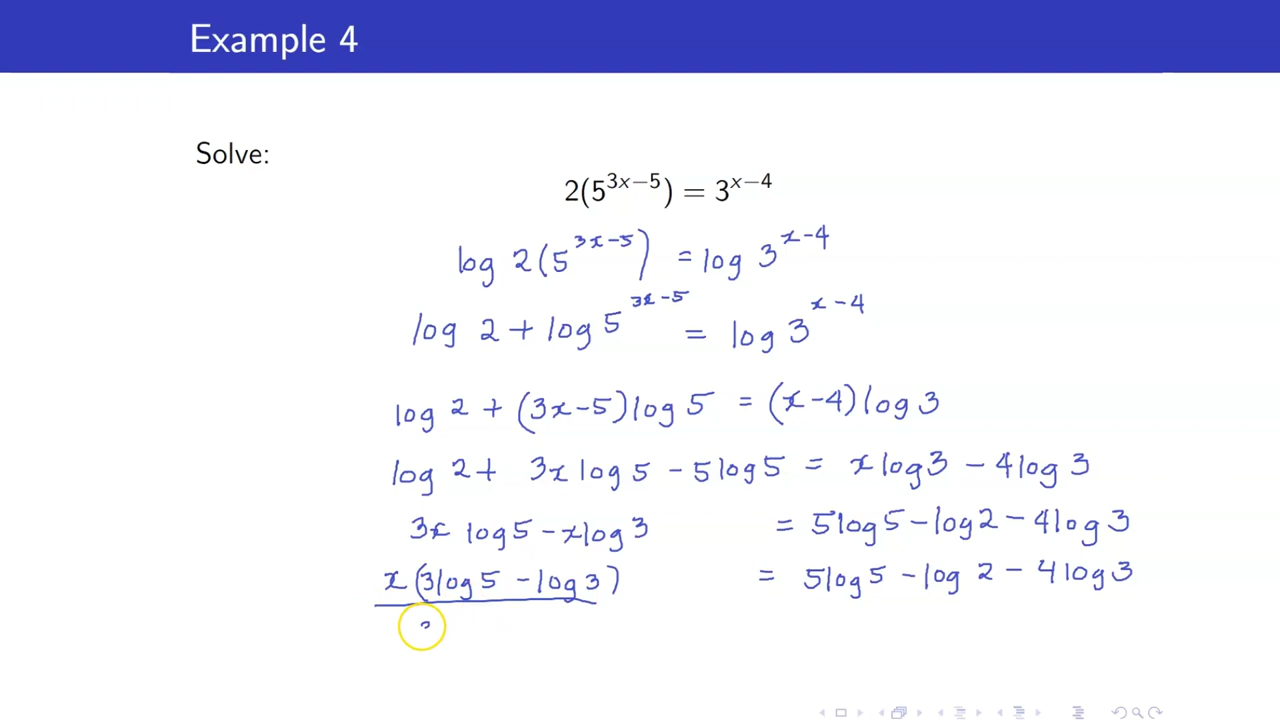 Example 4
Solve:
2(5^{3x−5}) = 3^{x−4}
log 2(5^{3x−5}) = log 3^{x−4}
log 2 + log 5^{3x−5} = log 3^{x−4}
log 2 + (3x−5) log 5 = (x−4) log 3
log 2 + 3x log 5 − 5 log 5 = x log 3 − 4 log 3
3x log 5 − x log 3 = 5 log 5 − log 2 − 4 log 3
x (3 log 5 − log 3) = 5 log 5 − log 2 − 4 log 3